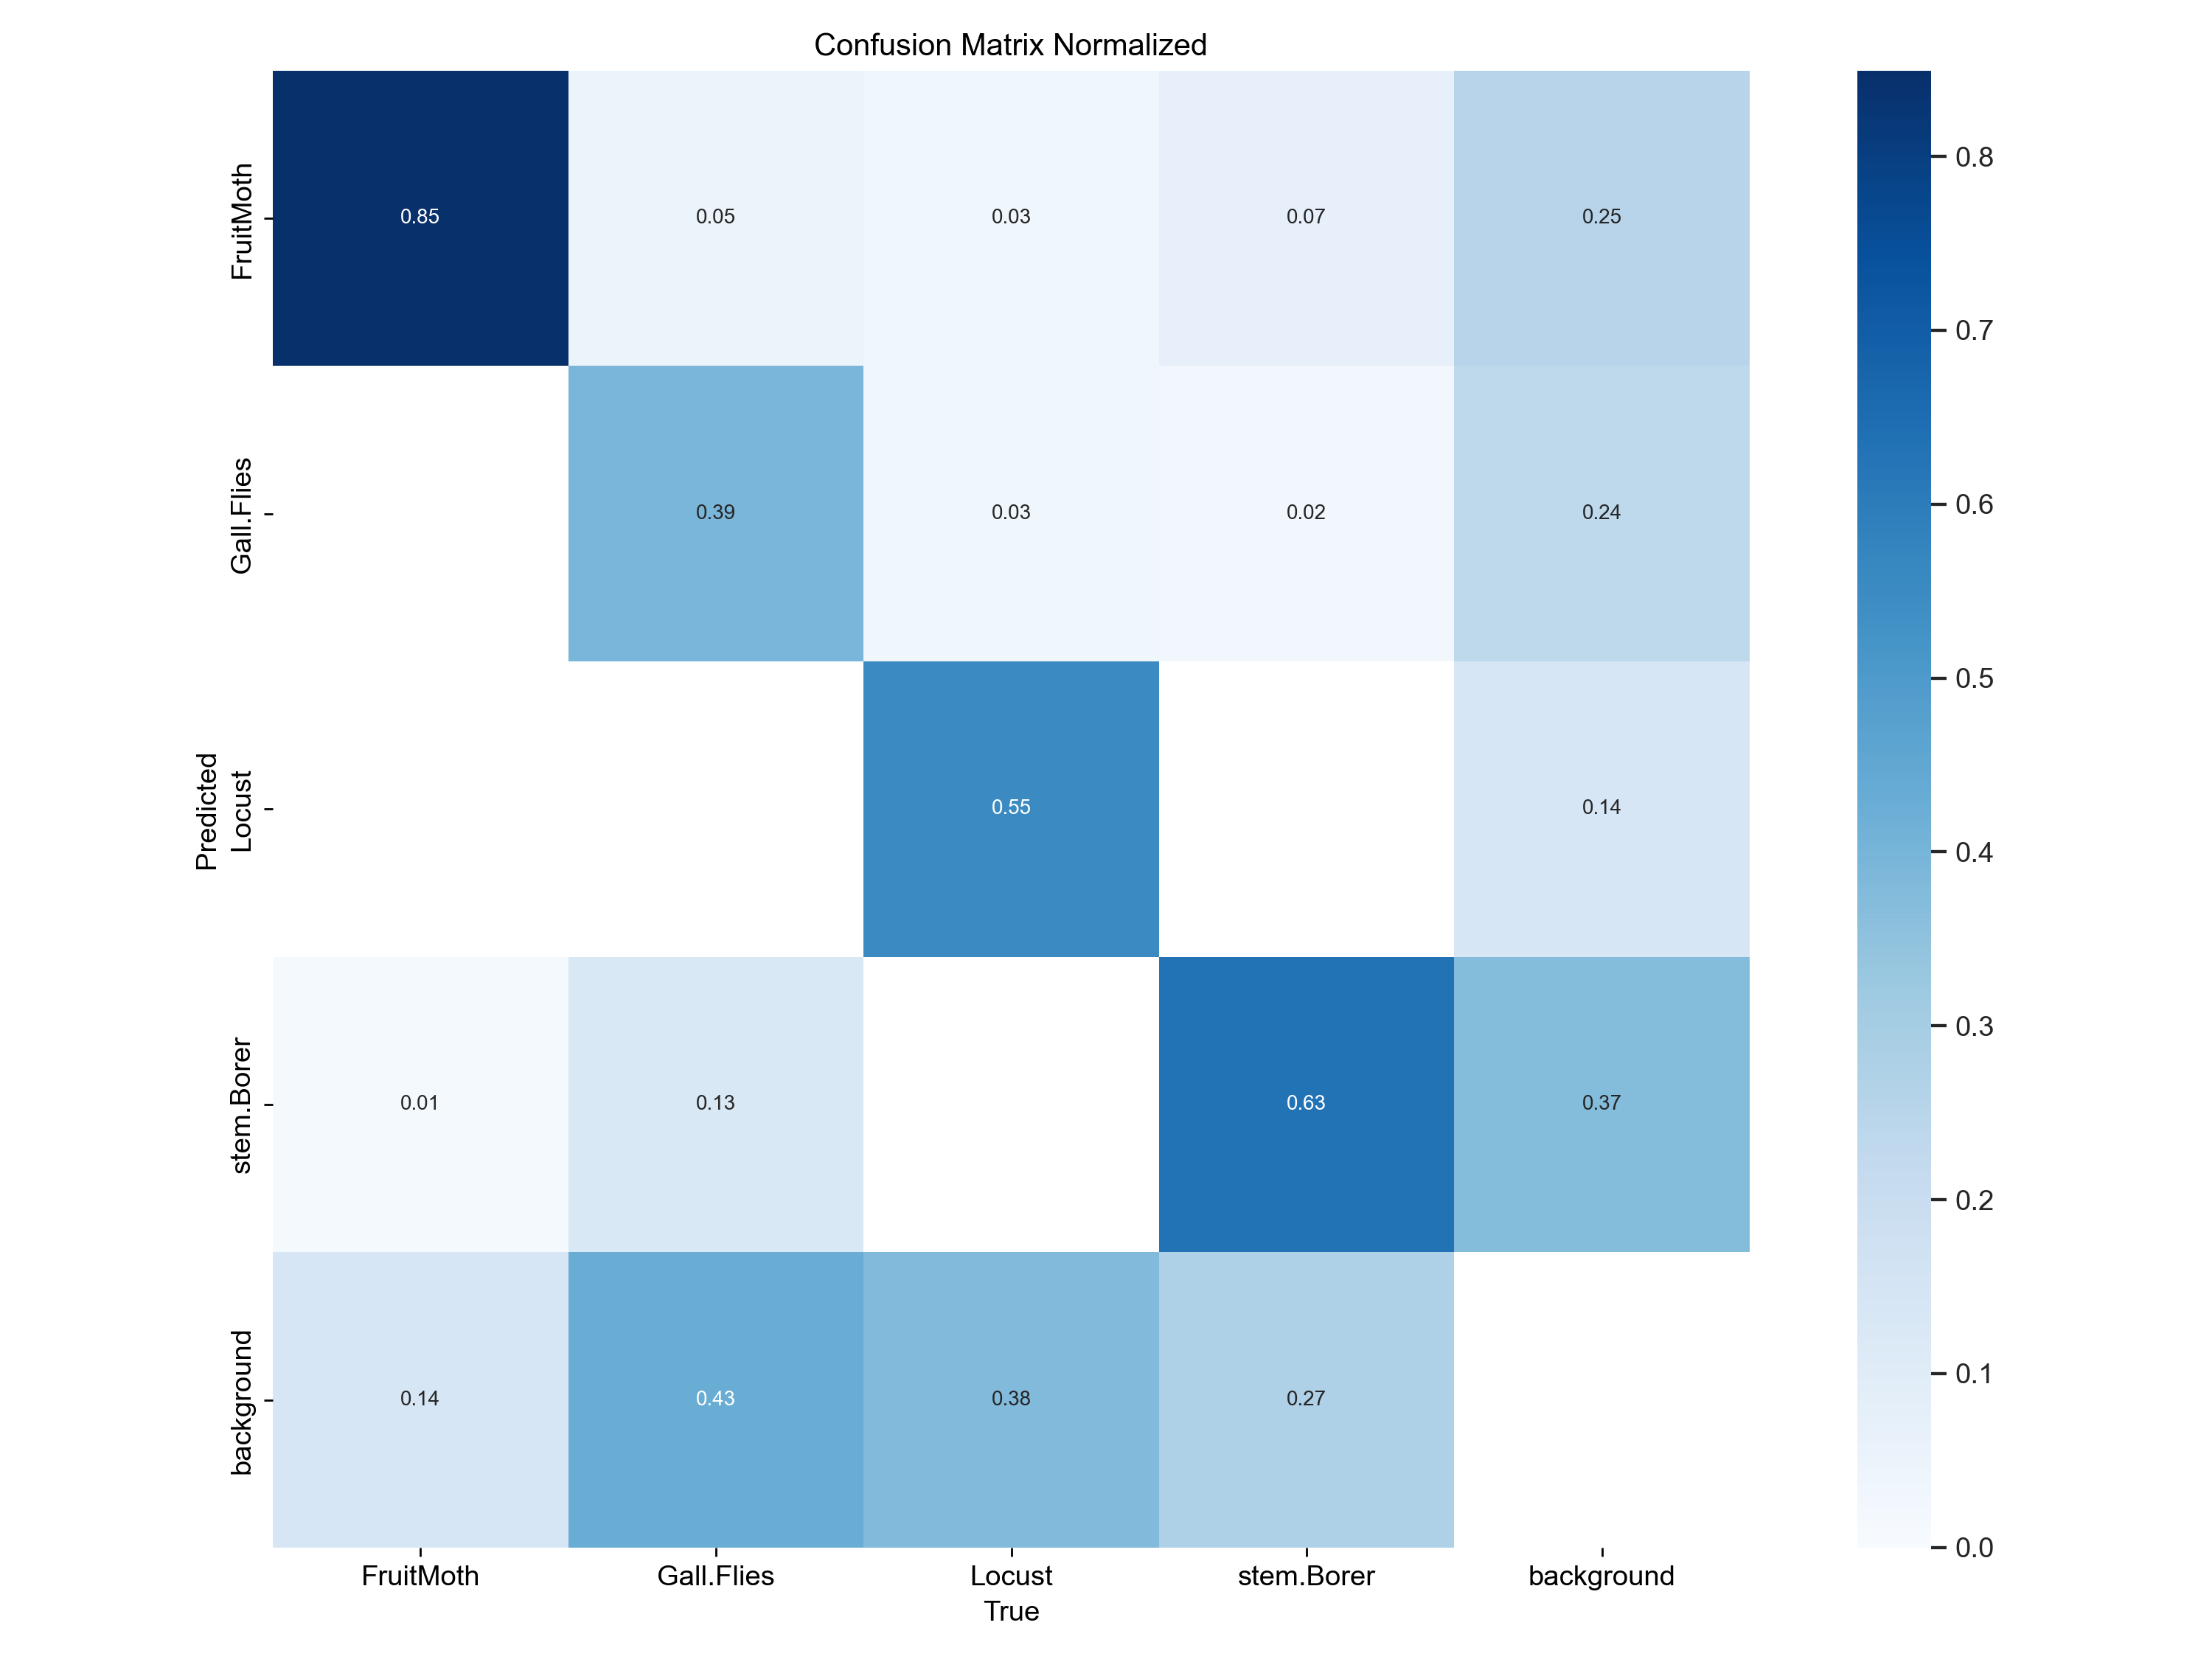 Confusion Matrix Normalized
FruitMoth
0.85
0.05
0.03
0.07
0.25
Gall.Flies
0.39
0.03
0.02
0.24
Predicted
Locust
0.55
0.14
stem.Borer
0.01
0.13
0.63
0.37
background
0.14
0.43
0.38
0.27
FruitMoth
Gall.Flies
Locust
stem.Borer
background
True
0.8
0.7
0.6
0.5
0.4
0.3
0.2
0.1
0.0